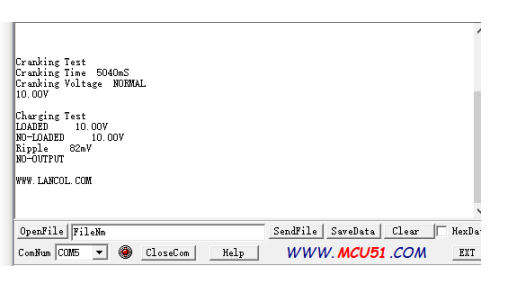 Cranking Test
Cranking Time 5040mS
Cranking Voltage NORMAL
10.00V
Charging Test
LOADED 10.00V
NO-LOADED 10.00V
Ripple 82mV
NO-OUTPUT
WWW.LANCOL.COM
OpenFile FileNm SendFile SaveData Clear HexDa
ComNum COM5 CloseCom Help WWW.MCU51.COM EXT